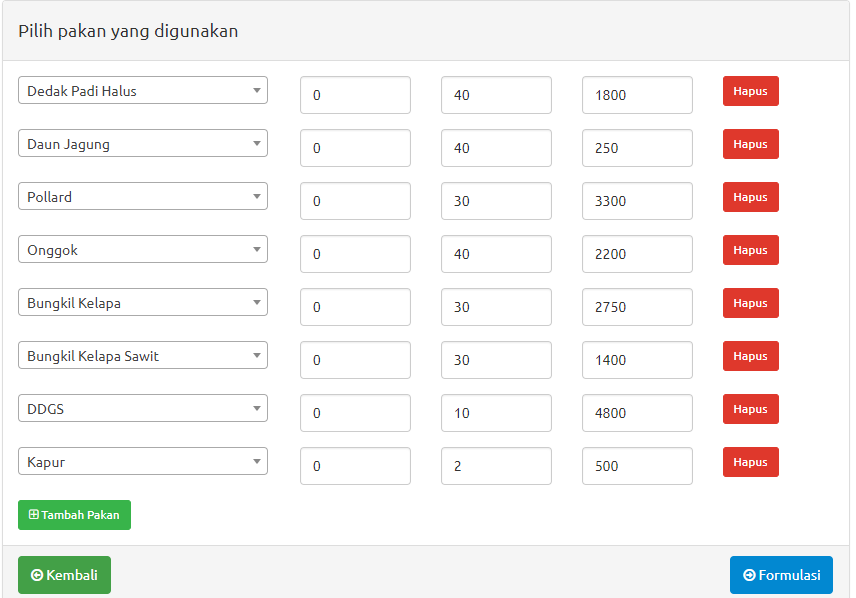 Pilih pakan yang digunakan
Dedak Padi Halus 0 40 1800 Hapus
Daun Jagung 0 40 250 Hapus
Pollard 0 30 3300 Hapus
Onggok 0 40 2200 Hapus
Bungkil Kelapa 0 30 2750 Hapus
Bungkil Kelapa Sawit 0 30 1400 Hapus
DDGS 0 10 4800 Hapus
Kapur 0 2 500 Hapus
Tambah Pakan
Kembali Formulasi